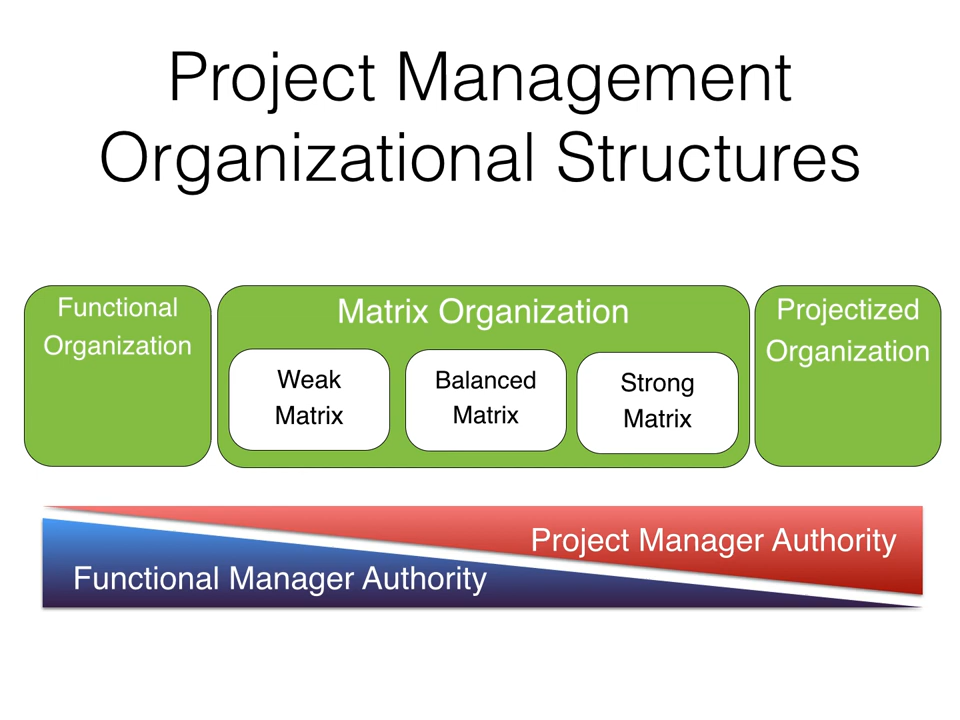 Project Management
Organizational Structures
Functional
Organization
Matrix Organization
Weak
Matrix
Balanced
Matrix
Strong
Matrix
Projectized
Organization
Project Manager Authority
Functional Manager Authority